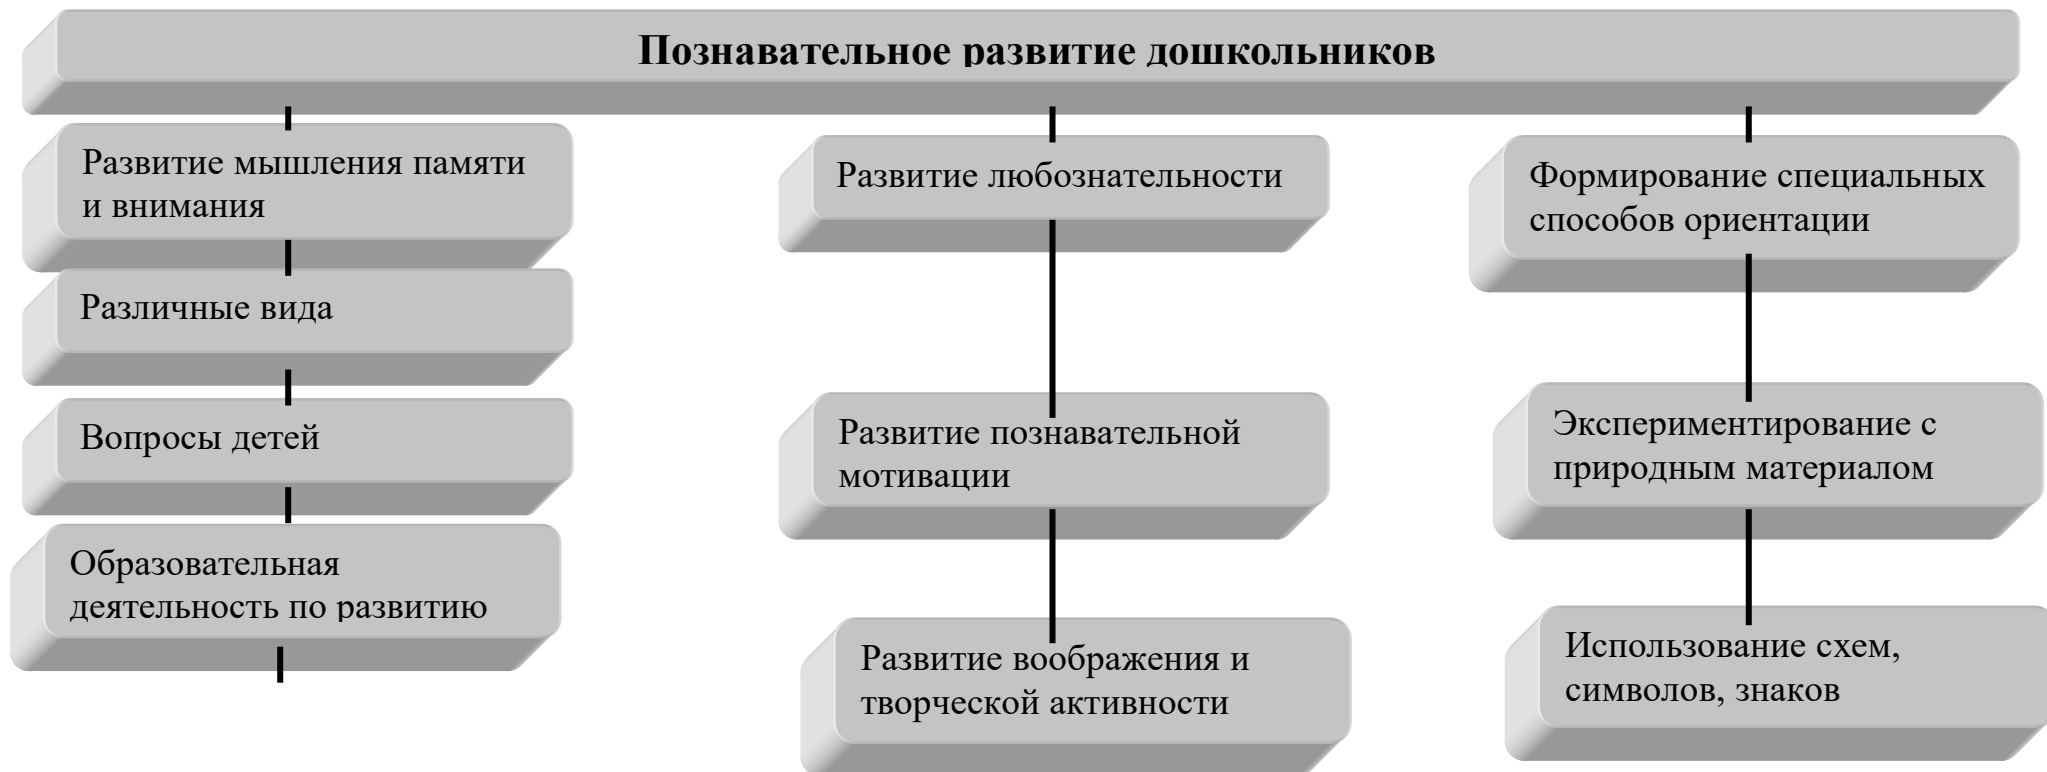 Познавательное развитие дошкольников
Развитие мышления памяти
и внимания
Различные вида
Вопросы детей
Образовательная
деятельность по развитию
Развитие любознательности
Развитие познавательной
мотивации
Развитие воображения и
творческой активности
Формирование специальных
способов ориентации
Экспериментирование с
природным материалом
Использование схем,
символов, знаков